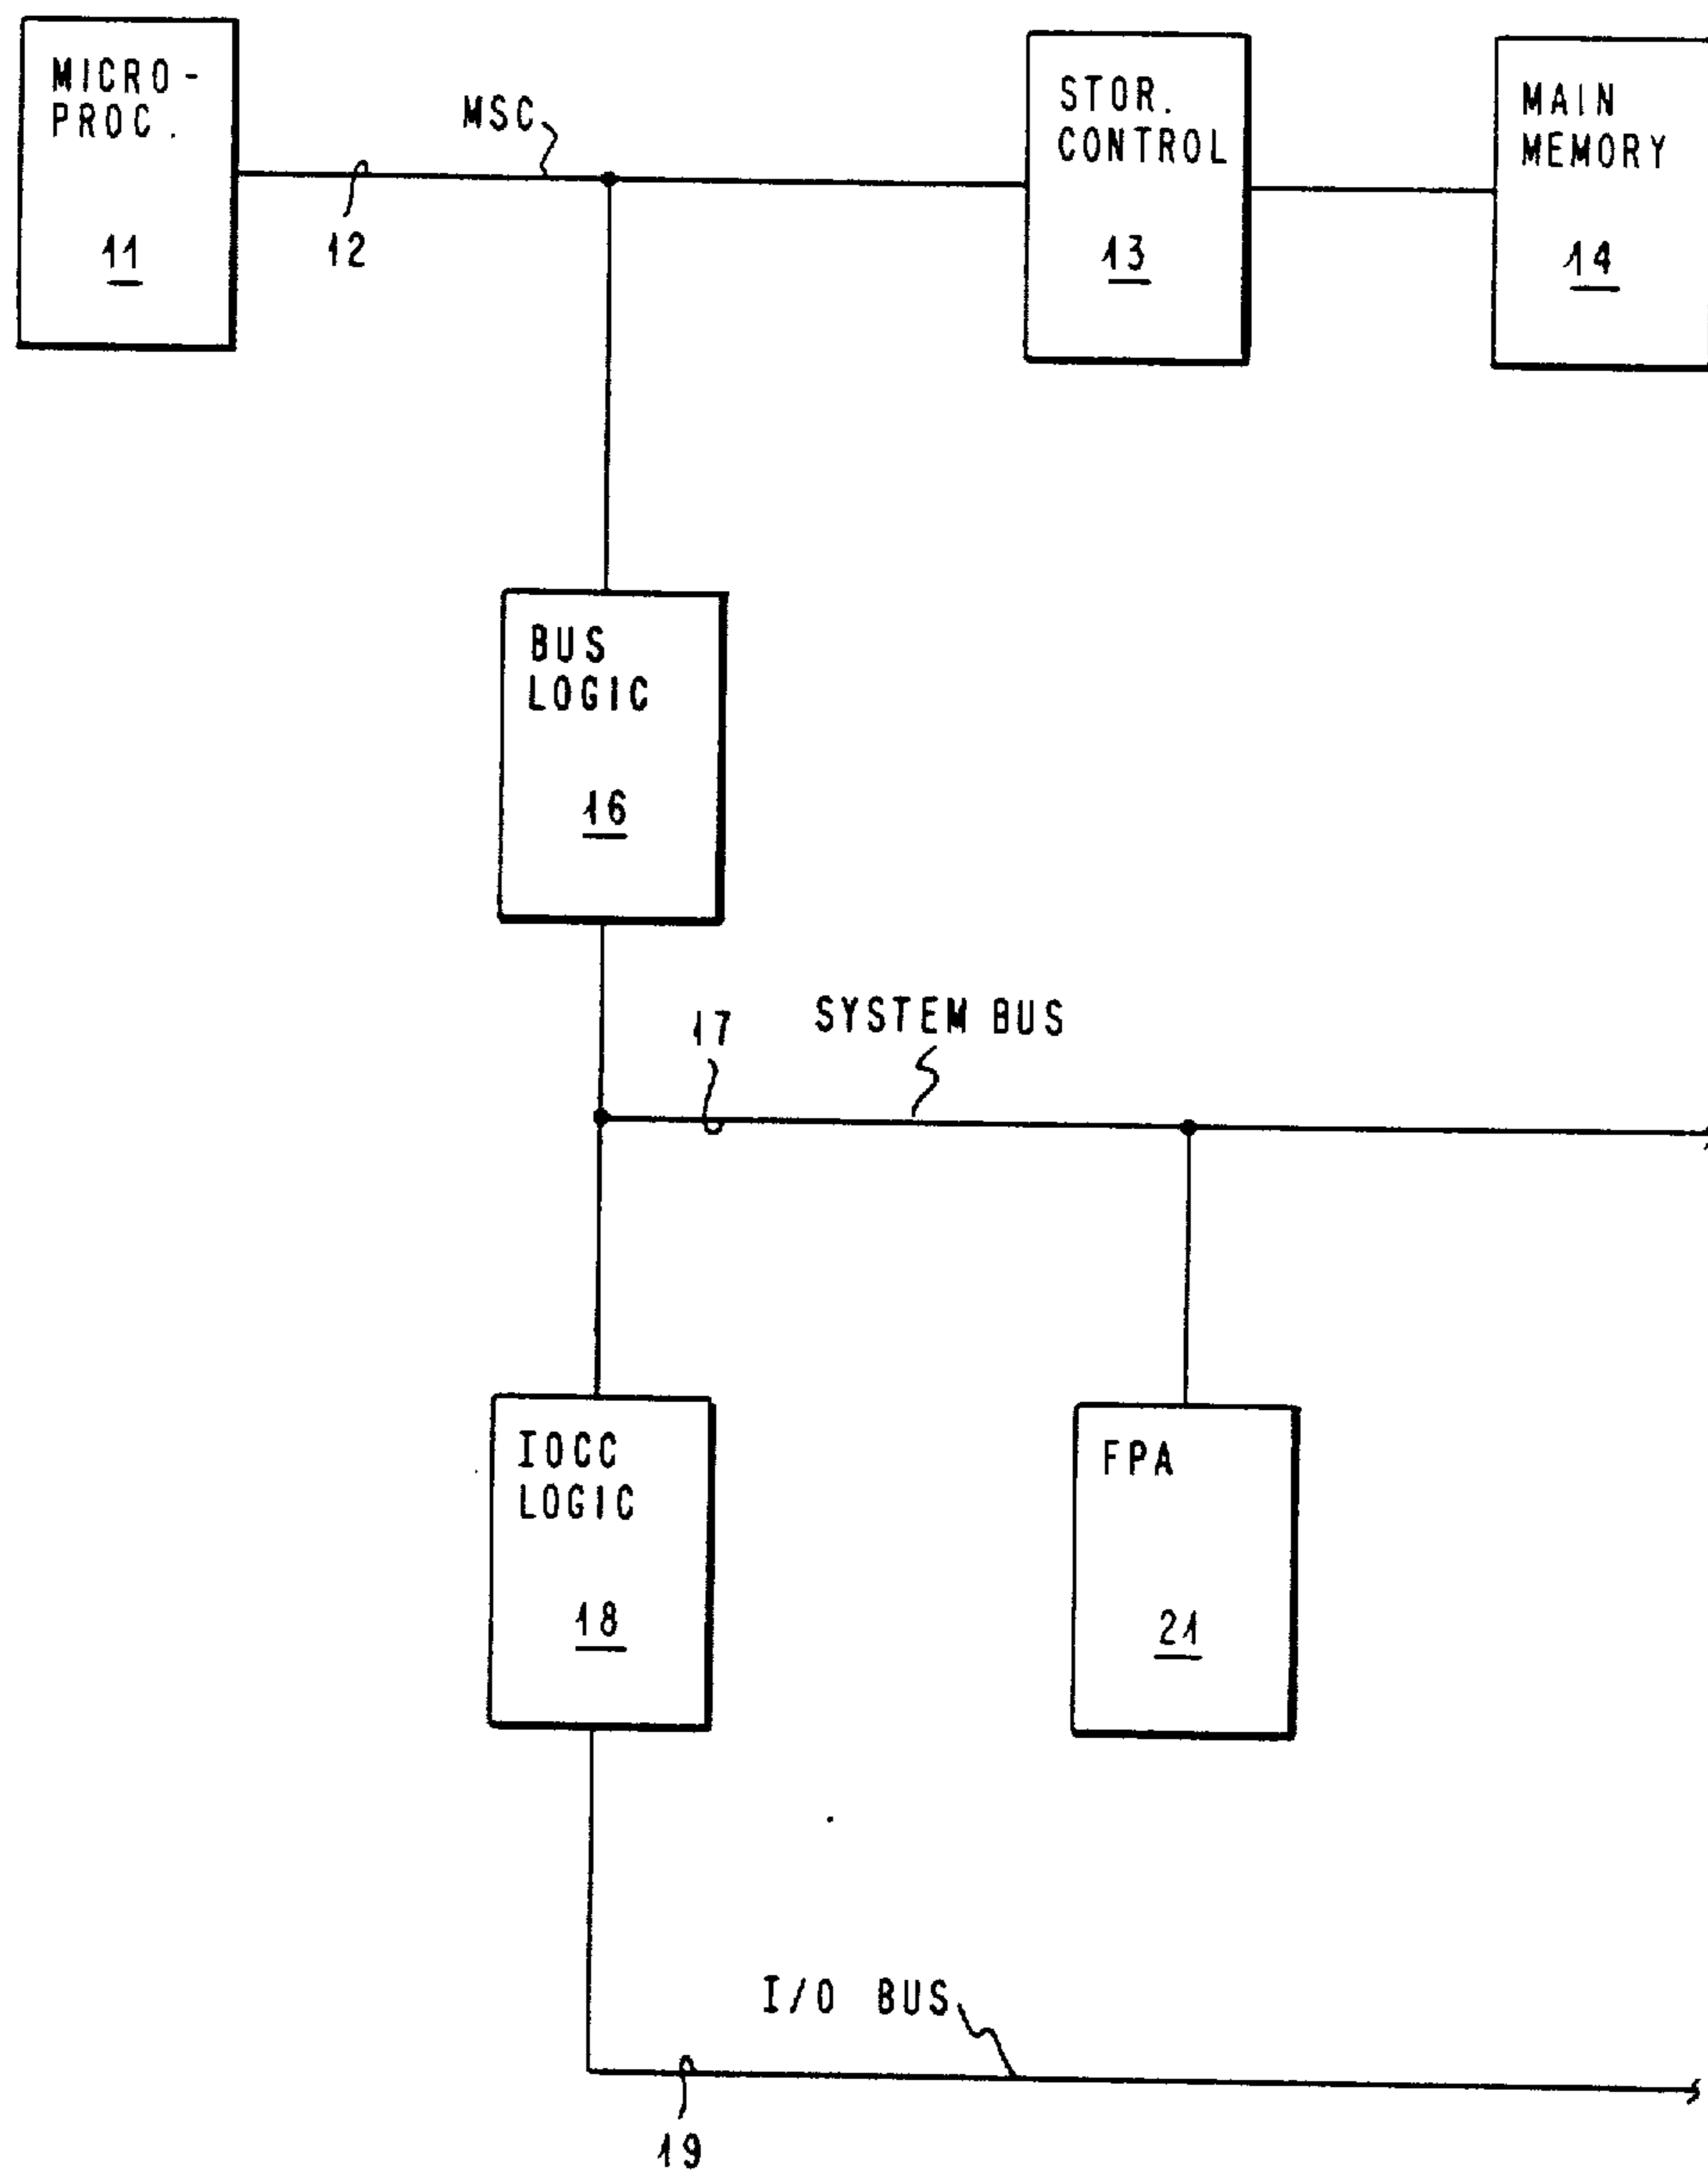 MICRO-
PROC.
11
MSC
12
STOR.
CONTROL
13
MAIN
MEMORY
14
BUS
LOGIC
16
17
SYSTEM BUS
IOCC
LOGIC
18
FPA
21
I/O BUS
19